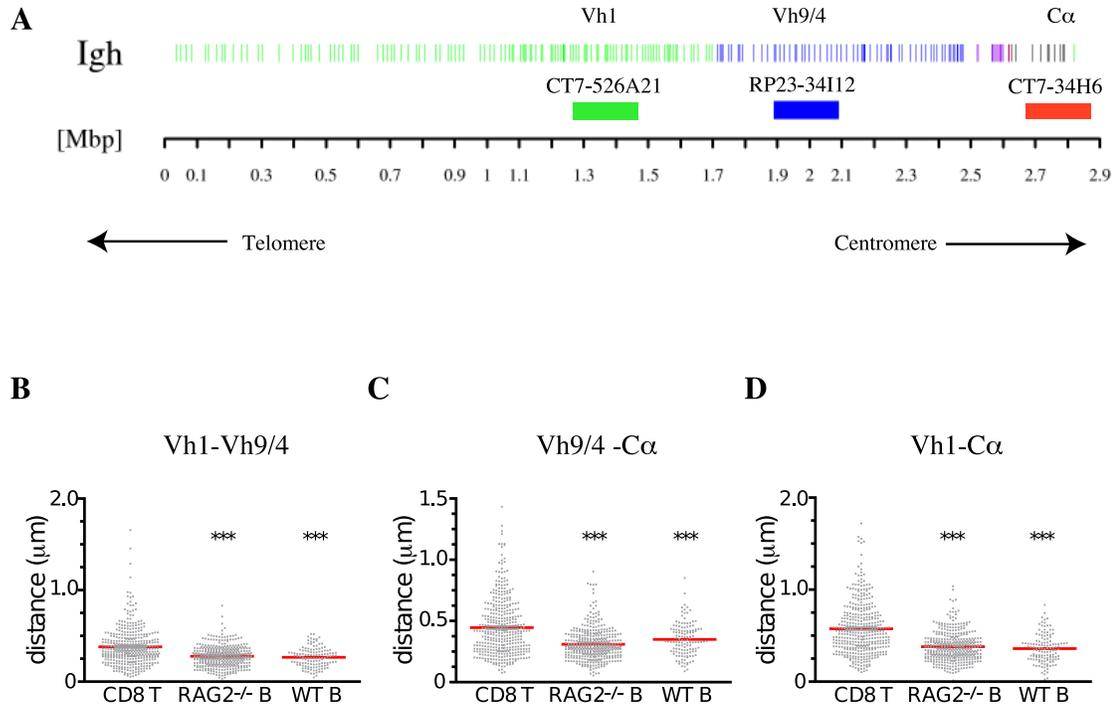 A
Vh1 Vh9/4 Cα
Igh
CT7-526A21 RP23-34I12 CT7-34H6
[Mbp]
0 0.1 0.3 0.5 0.7 0.9 1 1.1 1.3 1.5 1.7 1.9 2 2.1 2.3 2.5 2.7 2.9
Telomere Centromere
B C D
Vh1-Vh9/4 Vh9/4 -Cα Vh1-Cα
distance (μm)
2.0
1.0
0
*** ***
CD8 T RAG2-/- B WT B
distance (μm)
1.5
1.0
0.5
0
*** ***
CD8 T RAG2-/- B WT B
distance (μm)
2.0
1.0
0
*** ***
CD8 T RAG2-/- B WT B